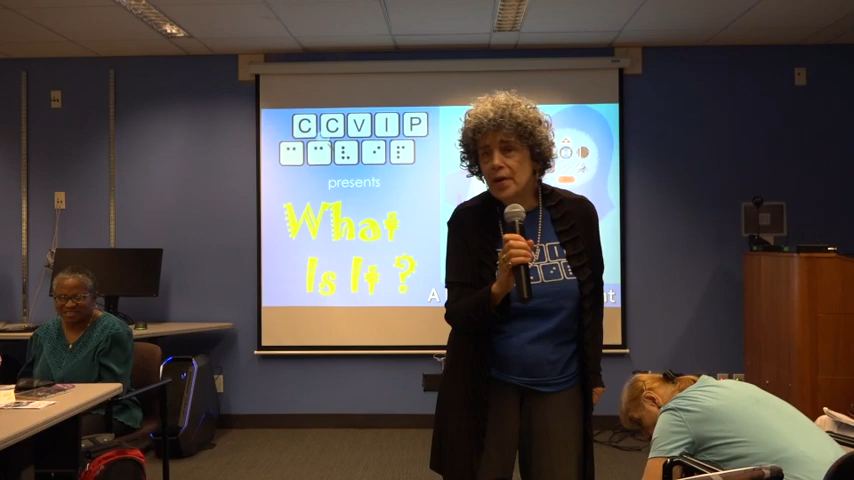 CCVIP
presents
What
Is It?
A